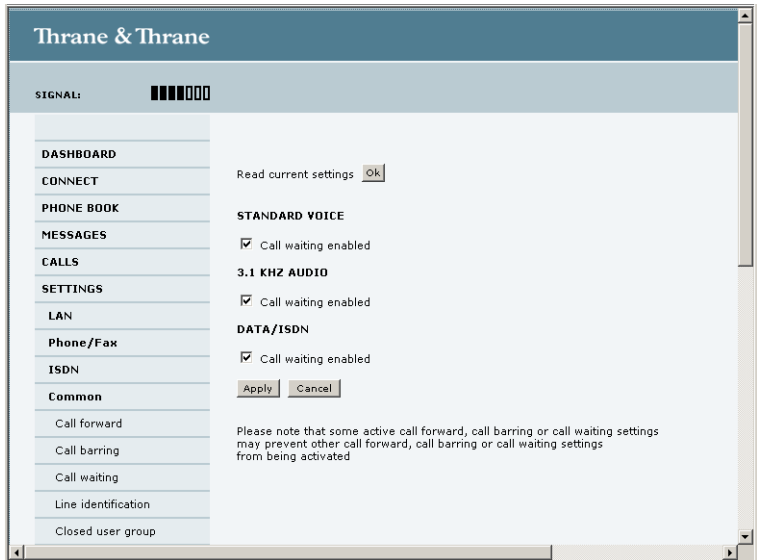 Thrane & Thrane
SIGNAL:
DASHBOARD
CONNECT
PHONE BOOK
MESSAGES
CALLS
SETTINGS
LAN
Phone/Fax
ISDN
Common
Call forward
Call barring
Call waiting
Line identification
Closed user group
Read current settings Ok
STANDARD VOICE
Call waiting enabled
3.1 KHZ AUDIO
Call waiting enabled
DATA/ISDN
Call waiting enabled
Apply Cancel
Please note that some active call forward, call barring or call waiting settings
may prevent other call forward, call barring or call waiting settings
from being activated